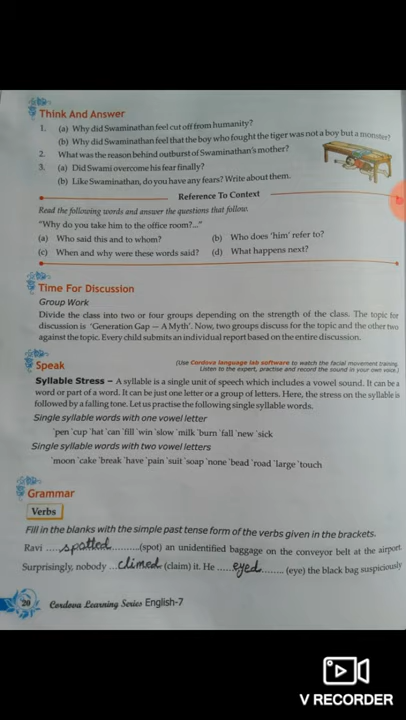 Think And Answer
1. (a) Why did Swaminathan feel cut off from humanity?
(b) Why did Swaminathan feel that the boy who fought the tiger was not a boy but a monster?
2. What was the reason behind outburst of Swaminathan's mother?
3. (a) Did Swami overcome his fear finally?
(b) Like Swaminathan, do you have any fears? Write about them.
Reference To Context
Read the following words and answer the questions that follow.
"Why do you take him to the office room?..."
(a) Who said this and to whom? (b) Who does 'him' refer to?
(c) When and why were these words said? (d) What happens next?
Time For Discussion
Group Work
Divide the class into two or four groups depending on the strength of the class. The topic for
discussion is 'Generation Gap – A Myth'. Now, two groups discuss for the topic and the other two
against the topic. Every child submits an individual report based on the entire discussion.
Speak
(Use Cordova language lab software to watch the facial movement training.
Listen to the expert, practise and record the sound in your own voice.)
Syllable Stress – A syllable is a single unit of speech which includes a vowel sound. It can be a
word or part of a word. It can be just one letter or a group of letters. Here, the stress on the syllable is
followed by a falling tone. Let us practise the following single syllable words.
Single syllable words with one vowel letter
'pen 'cup 'hat 'can 'fill 'win 'slow 'milk 'burn 'fall 'new 'sick
Single syllable words with two vowel letters
'moon 'cake 'break 'have 'pain 'suit 'soap 'none 'bead 'road 'large 'touch
Grammar
Verbs
Fill in the blanks with the simple past tense form of the verbs given in the brackets.
Ravi ....spotted..........(spot) an unidentified baggage on the conveyor belt at the airport.
Surprisingly, nobody ...climed (claim) it. He .....eyed........ (eye) the black bag suspiciously
20 Cordova Learning Series English-7
V RECORDER